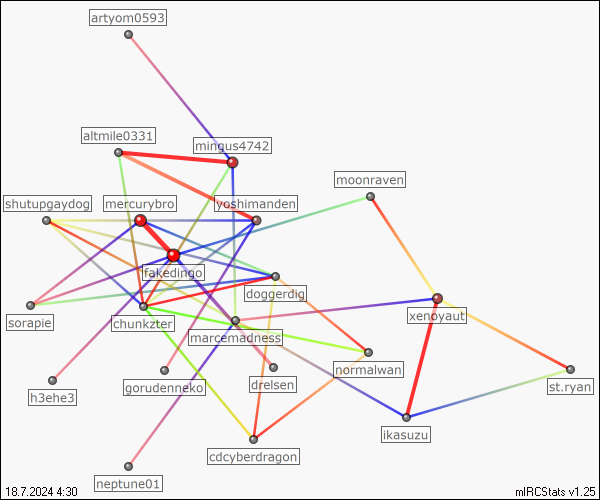 artyom0593
altmile0331
mingus4742
moonraven
shutupgaydog
mercurybro
yoshimanden
fakedingo
doggerdig
xenoyaut
sorapie
chunkzter
marcemadness
normalwan
h3ehe3
gorudenneko
drelsen
st.ryan
ikasuzu
cdcyberdragon
neptune01
18.7.2024 4:30
mIRCStats v1.25